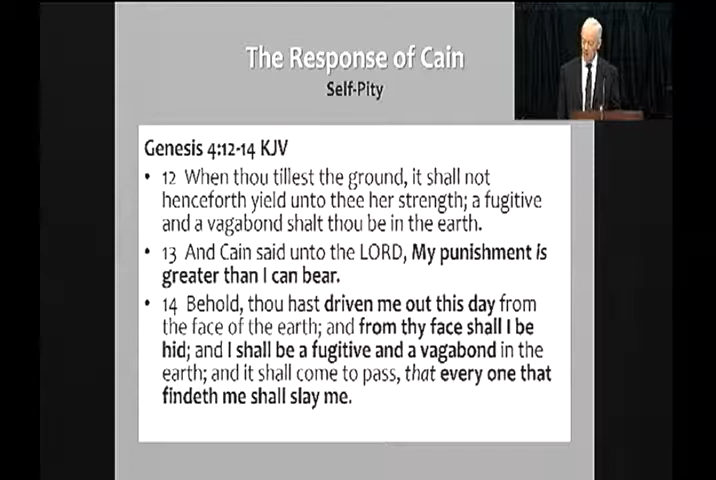 The Response of Cain
Self-Pity
Genesis 4:12-14 KJV
• 12 When thou tillest the ground, it shall not
henceforth yield unto thee her strength; a fugitive
and a vagabond shalt thou be in the earth.
• 13 And Cain said unto the LORD, My punishment is
greater than I can bear.
• 14 Behold, thou hast driven me out this day from
the face of the earth; and from thy face shall I be
hid; and I shall be a fugitive and a vagabond in the
earth; and it shall come to pass, that every one that
findeth me shall slay me.